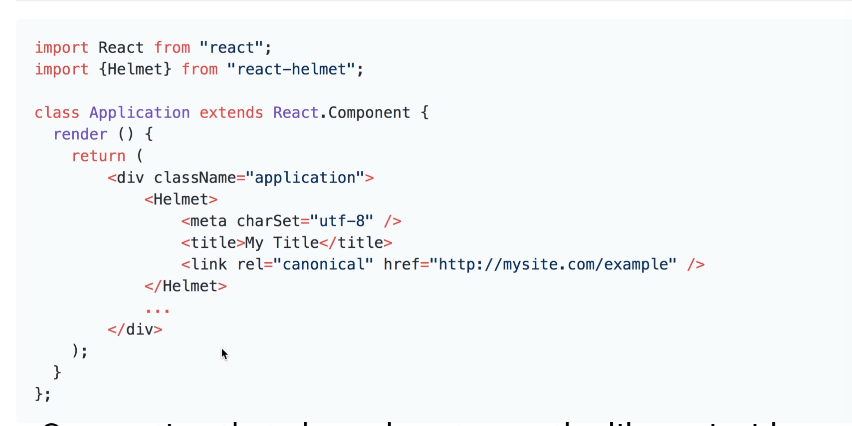 import React from "react";
import {Helmet} from "react-helmet";
class Application extends React.Component {
render () {
return (
<div className="application">
<Helmet>
<meta charSet="utf-8" />
<title>My Title</title>
<link rel="canonical" href="http://mysite.com/example" />
</Helmet>
...
</div>
);
}
};